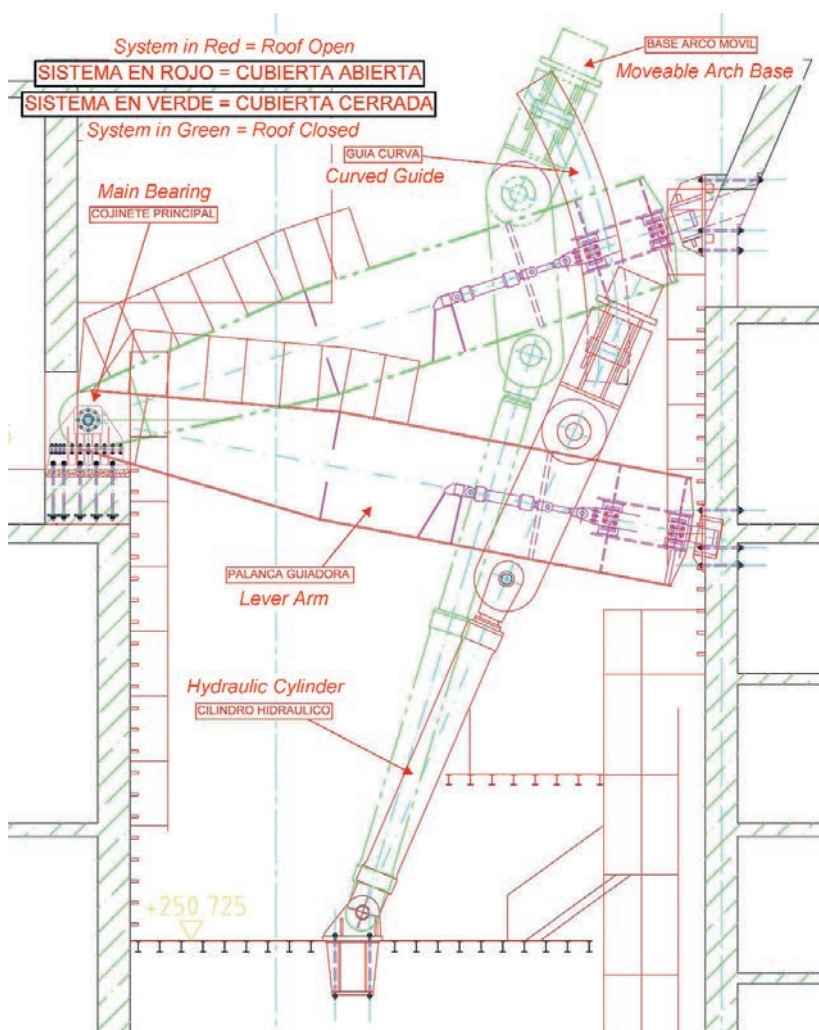 System in Red = Roof Open
SISTEMA EN ROJO = CUBIERTA ABIERTA
SISTEMA EN VERDE = CUBIERTA CERRADA
System in Green = Roof Closed
BASE ARCO MOVIL
Moveable Arch Base
GUIA CURVA
Curved Guide
Main Bearing
COJINETE PRINCIPAL
PALANCA GUIADORA
Lever Arm
Hydraulic Cylinder
CILINDRO HIDRAULICO
+250.725